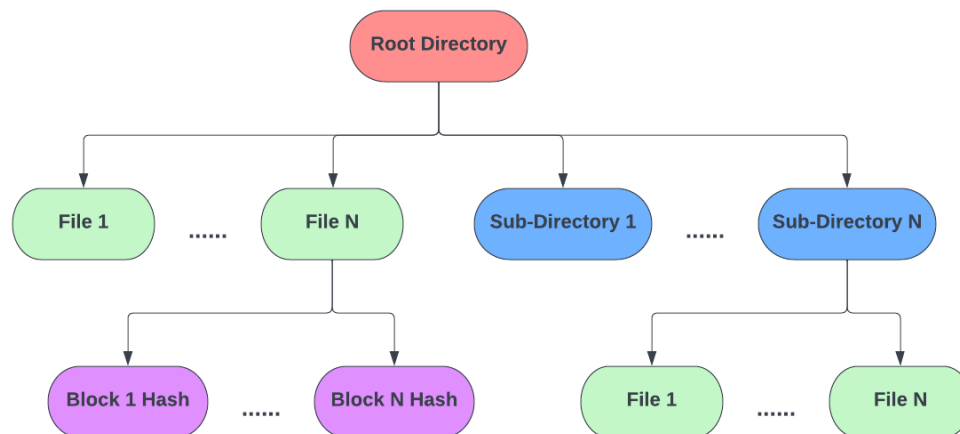 Root Directory
File 1
......
File N
Sub-Directory 1
......
Sub-Directory N
Block 1 Hash
......
Block N Hash
File 1
......
File N